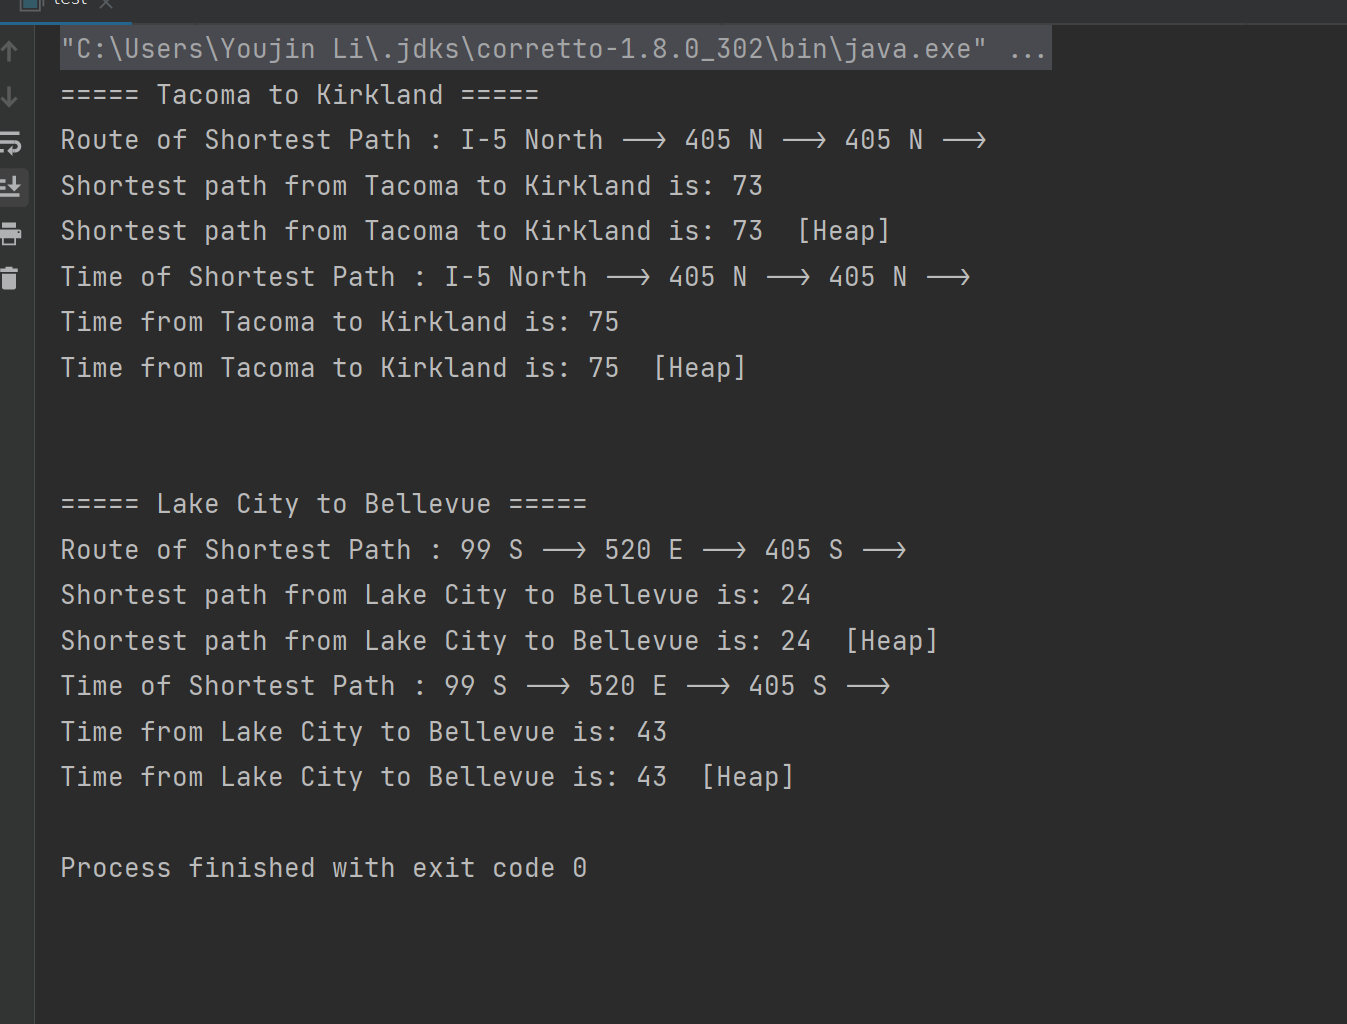 test
"C:\Users\Youjin Li\.jdks\corretto-1.8.0_302\bin\java.exe" ...
===== Tacoma to Kirkland =====
Route of Shortest Path : I-5 North --> 405 N --> 405 N -->
Shortest path from Tacoma to Kirkland is: 73
Shortest path from Tacoma to Kirkland is: 73  [Heap]
Time of Shortest Path : I-5 North --> 405 N --> 405 N -->
Time from Tacoma to Kirkland is: 75
Time from Tacoma to Kirkland is: 75  [Heap]
===== Lake City to Bellevue =====
Route of Shortest Path : 99 S --> 520 E --> 405 S -->
Shortest path from Lake City to Bellevue is: 24
Shortest path from Lake City to Bellevue is: 24  [Heap]
Time of Shortest Path : 99 S --> 520 E --> 405 S -->
Time from Lake City to Bellevue is: 43
Time from Lake City to Bellevue is: 43  [Heap]
Process finished with exit code 0